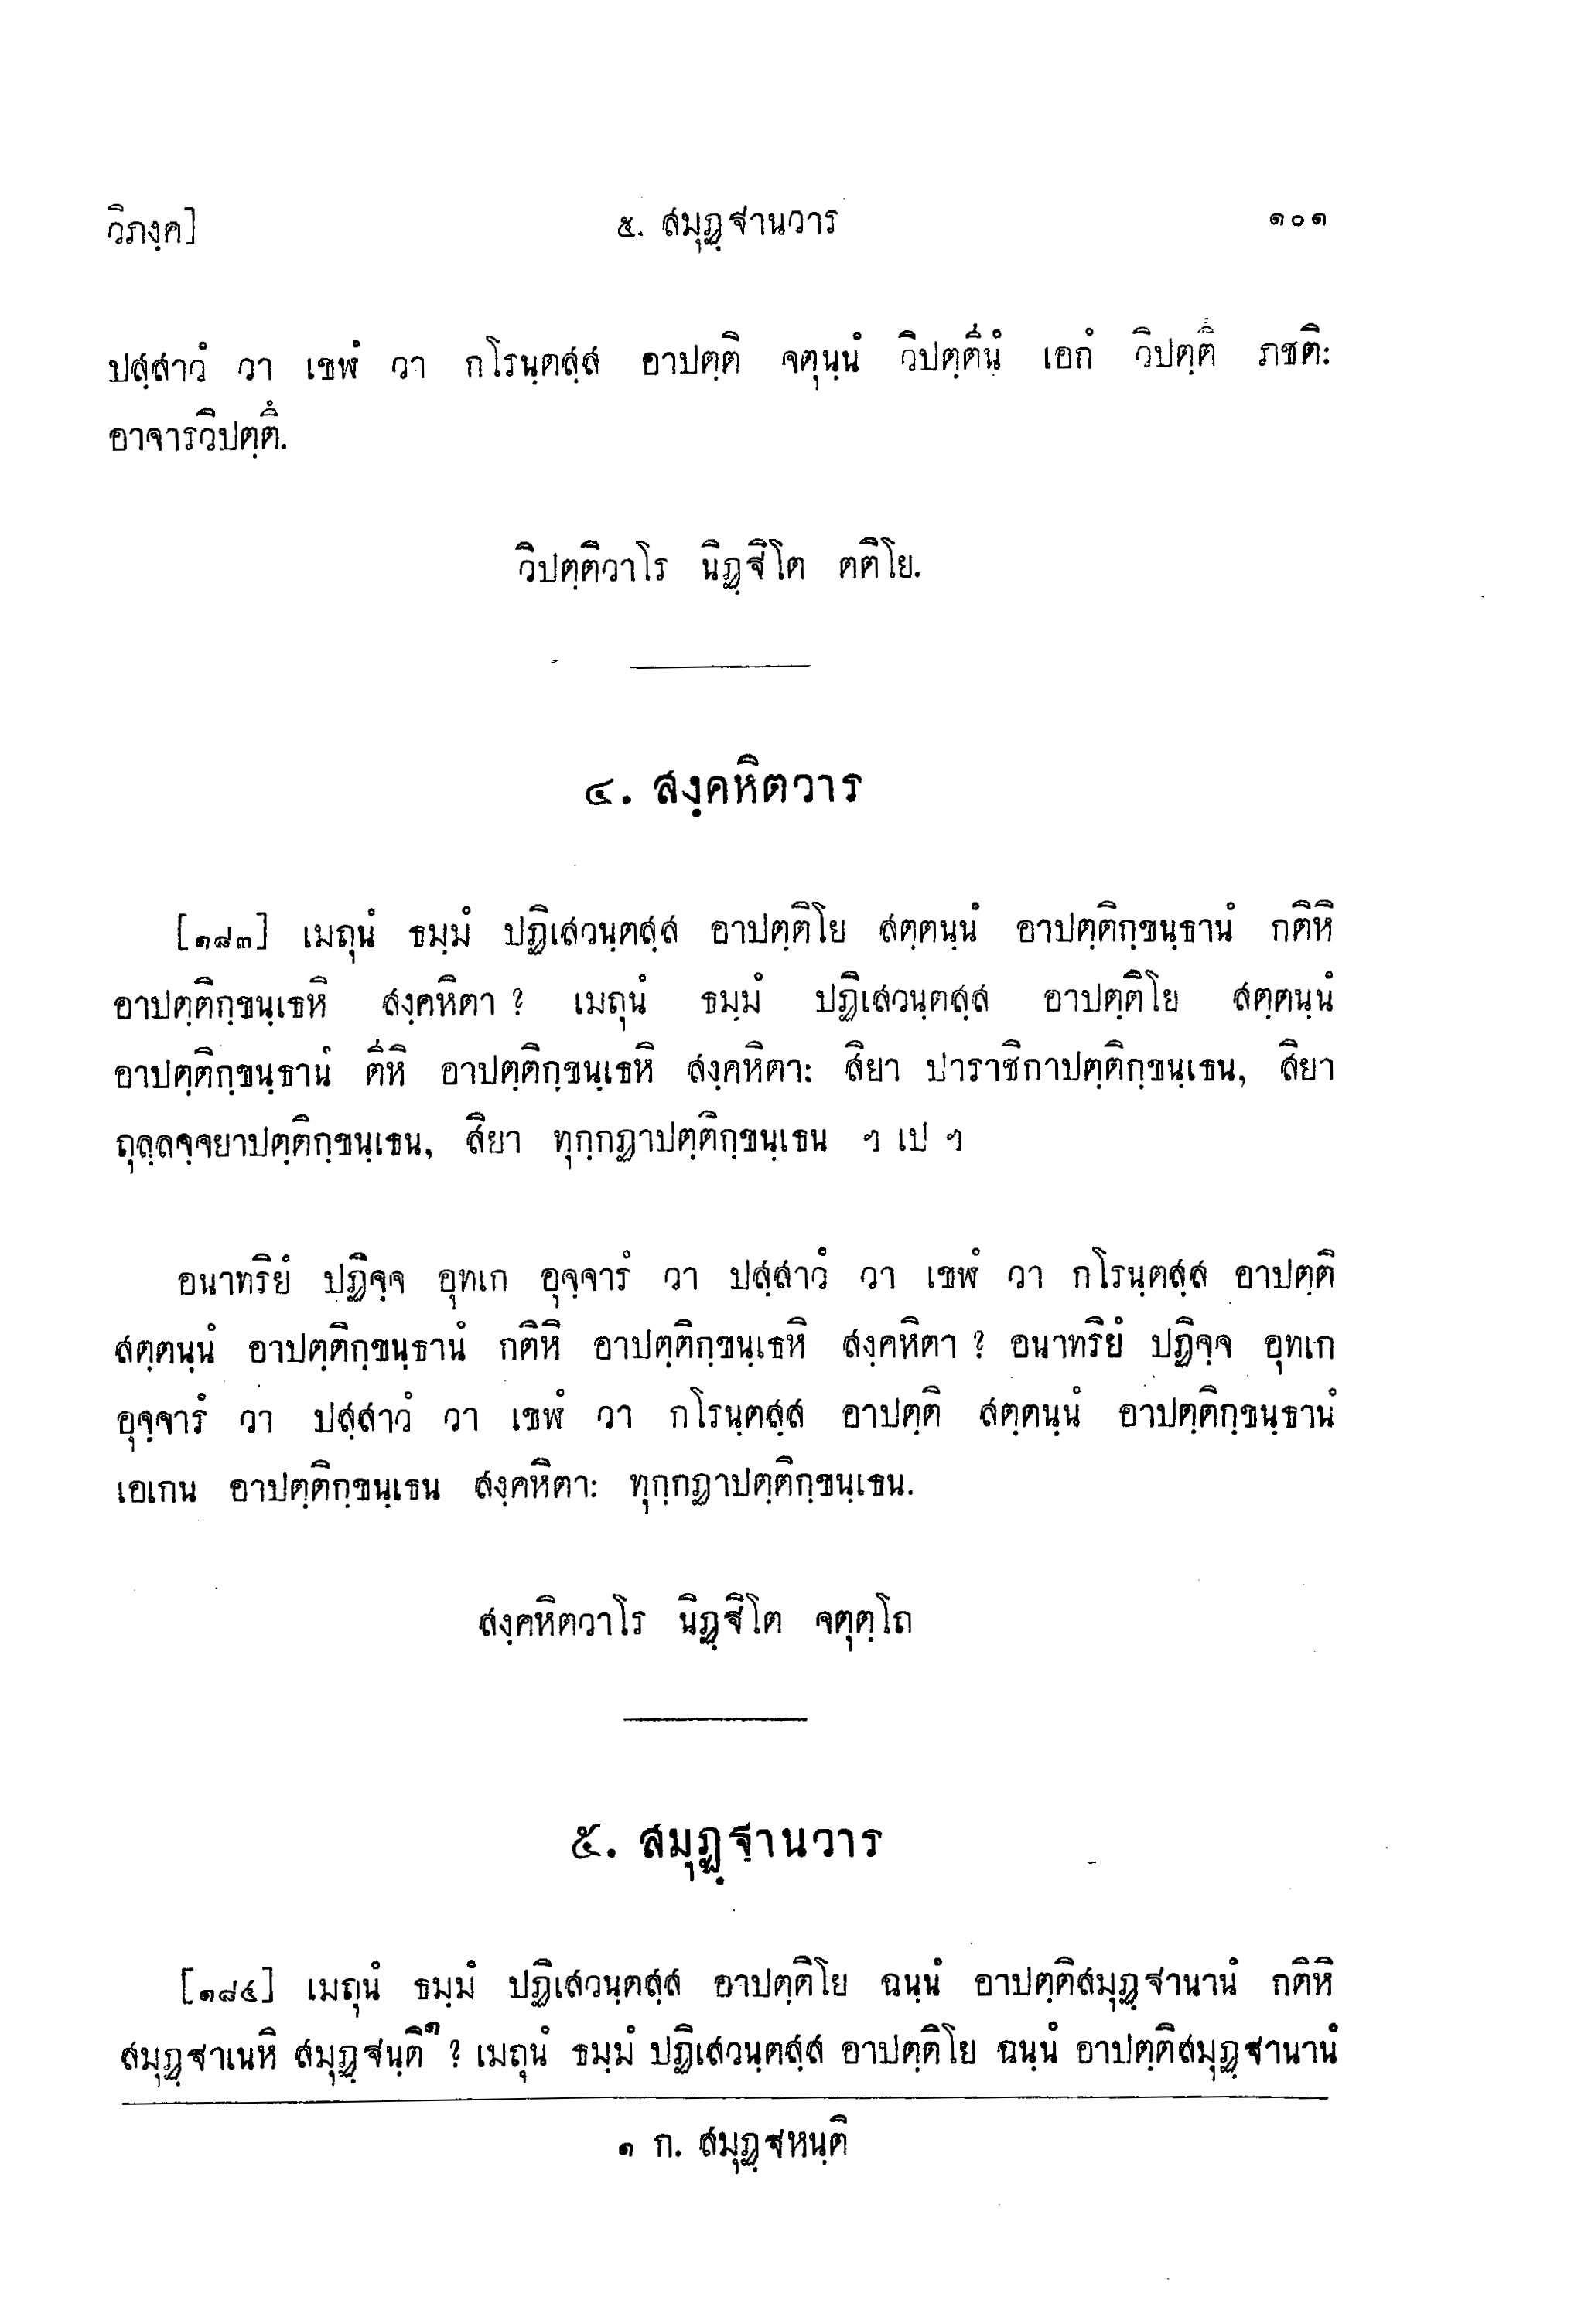 วิภงฺค] ๕. สมุฏฺฐานวาร ๑๐๑
ปสฺสาวํ วา เขฬํ วา กโรนฺตสฺส อาปตฺติ จตุนฺนํ วิปตฺตีนํ เอกํ วิปตฺตึ ภชติ:
อาจารวิปตฺตึ.
วิปตฺติวาโร นิฏฺฐิโต ตติโย.
๔. สงฺคหิตวาร
[๑๘๓] เมถุนํ ธมฺมํ ปฏิเสวนฺตสฺส อาปตฺติโย สตฺตนฺนํ อาปตฺติกฺขนฺธานํ กติหิ
อาปตฺติกฺขนฺเธหิ สงฺคหิตา ? เมถุนํ ธมฺมํ ปฏิเสวนฺตสฺส อาปตฺติโย สตฺตนฺนํ
อาปตฺติกฺขนฺธานํ ตีหิ อาปตฺติกฺขนฺเธหิ สงฺคหิตา: สิยา ปาราชิกาปตฺติกฺขนฺเธน, สิยา
ถุลฺลจฺจยาปตฺติกฺขนฺเธน, สิยา ทุกฺกฏาปตฺติกฺขนฺเธน ฯ เป ฯ
อนาทริยํ ปฏิจฺจ อุทเก อุจฺจารํ วา ปสฺสาวํ วา เขฬํ วา กโรนฺตสฺส อาปตฺติ
สตฺตนฺนํ อาปตฺติกฺขนฺธานํ กติหิ อาปตฺติกฺขนฺเธหิ สงฺคหิตา ? อนาทริยํ ปฏิจฺจ อุทเก
อุจฺจารํ วา ปสฺสาวํ วา เขฬํ วา กโรนฺตสฺส อาปตฺติ สตฺตนฺนํ อาปตฺติกฺขนฺธานํ
เอเกน อาปตฺติกฺขนฺเธน สงฺคหิตา: ทุกฺกฏาปตฺติกฺขนฺเธน.
สงฺคหิตวาโร นิฏฺฐิโต จตุตฺโถ
๕. สมุฏฺฐานวาร
[๑๘๔] เมถุนํ ธมฺมํ ปฏิเสวนฺตสฺส อาปตฺติโย ฉนฺนํ อาปตฺติสมุฏฺฐานานํ กติหิ
สมุฏฺฐาเนหิ สมุฏฺฐนฺติ๑ ? เมถุนํ ธมฺมํ ปฏิเสวนฺตสฺส อาปตฺติโย ฉนฺนํ อาปตฺติสมุฏฺฐานานํ
๑ ก. สมุฏฺฐหนฺติ